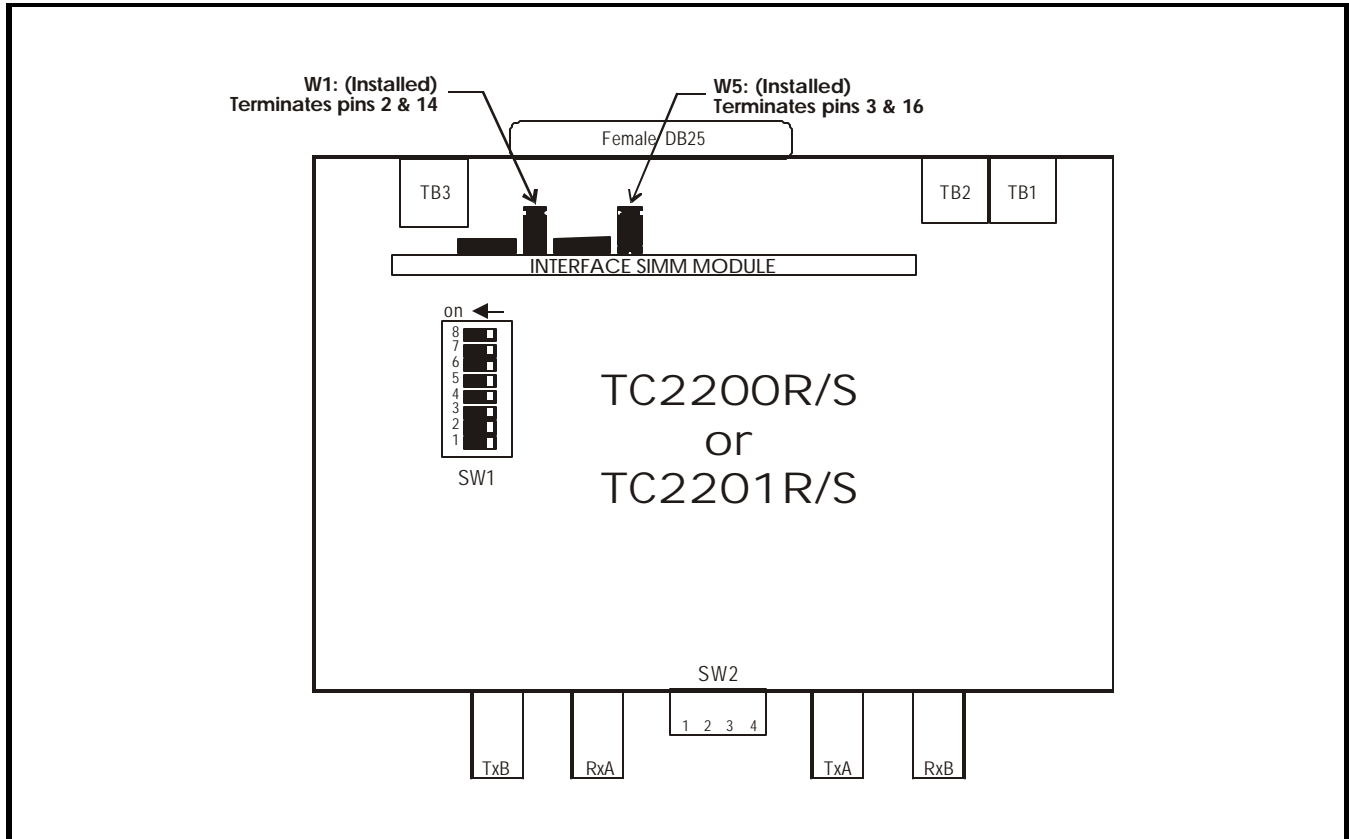 W1: (Installed)
Terminates pins 2 & 14
W5: (Installed)
Terminates pins 3 & 16
Female DB25
TB3
TB2
TB1
INTERFACE SIMM MODULE
on
8
7
6
5
4
3
2
1
SW1
TC2200R/S
or
TC2201R/S
SW2
1 2 3 4
TxB
RxA
TxA
RxB